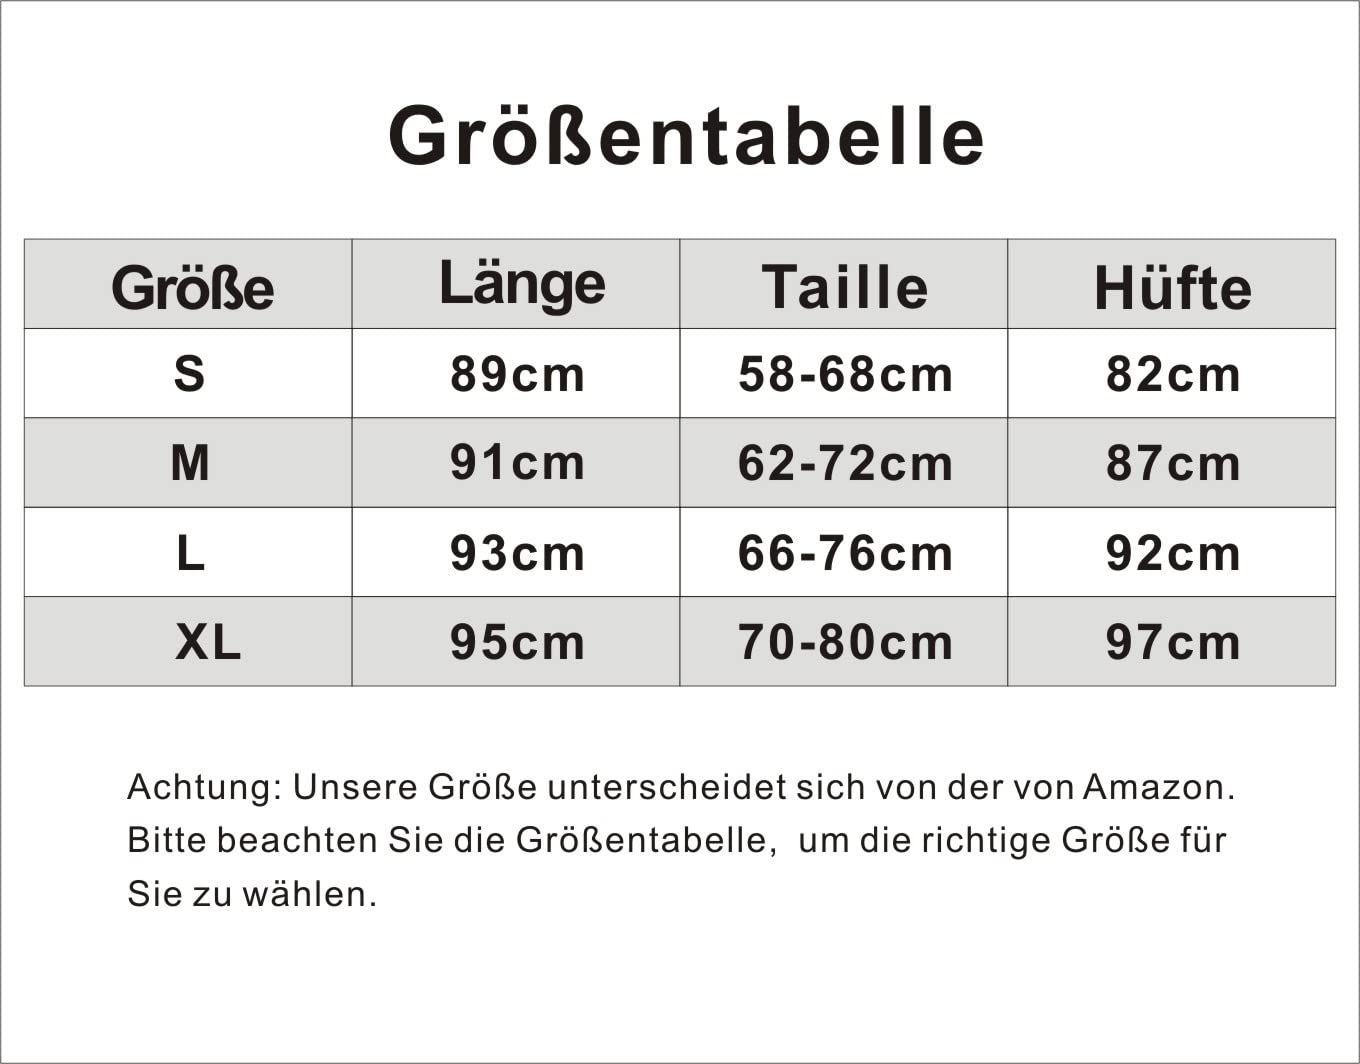 Größentabelle
Größe Länge Taille Hüfte
S 89cm 58-68cm 82cm
M 91cm 62-72cm 87cm
L 93cm 66-76cm 92cm
XL 95cm 70-80cm 97cm
Achtung: Unsere Größe unterscheidet sich von der von Amazon.
Bitte beachten Sie die Größentabelle, um die richtige Größe für
Sie zu wählen.